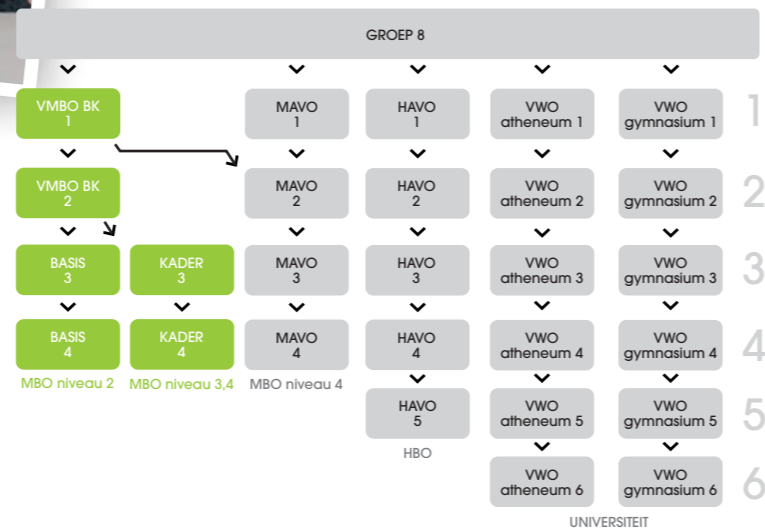 GROEP 8
VMBO BK
1
MAVO
1
HAVO
1
VWO
atheneum 1
VWO
gymnasium 1
1
VMBO BK
2
MAVO
2
HAVO
2
VWO
atheneum 2
VWO
gymnasium 2
2
BASIS
3
KADER
3
MAVO
3
HAVO
3
VWO
atheneum 3
VWO
gymnasium 3
3
BASIS
4
KADER
4
MAVO
4
HAVO
4
VWO
atheneum 4
VWO
gymnasium 4
4
MBO niveau 2
MBO niveau 3,4
MBO niveau 4
HAVO
5
VWO
atheneum 5
VWO
gymnasium 5
5
HBO
VWO
atheneum 6
VWO
gymnasium 6
6
UNIVERSITEIT